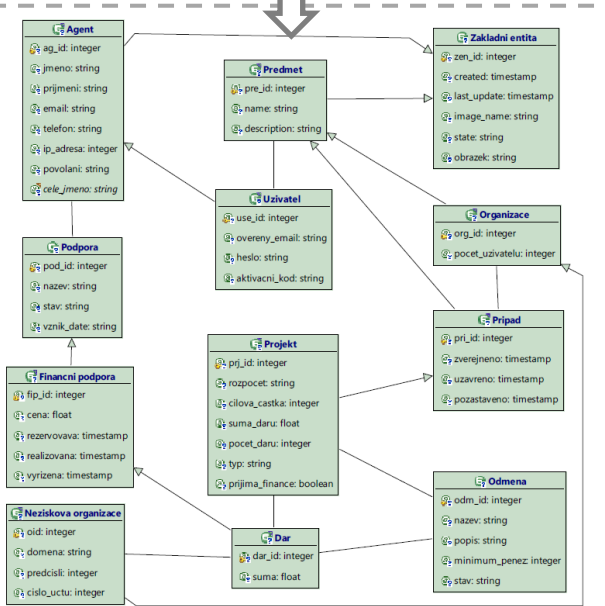 Agent
ag_id: integer
jmeno: string
prijmeni: string
email: string
telefon: string
ip_adresa: integer
povolani: string
cele_jmeno: string
Zakladni entita
zen_id: integer
created: timestamp
last_update: timestamp
image_name: string
state: string
obrazek: string
Predmet
pre_id: integer
name: string
description: string
Uzivatel
use_id: integer
overeny_email: string
heslo: string
aktivacni_kod: string
Organizace
org_id: integer
pocet_uzivatelu: integer
Podpora
pod_id: integer
nazev: string
stav: string
vznik_date: string
Pripad
pri_id: integer
zverejneno: timestamp
uzavreno: timestamp
pozastaveno: timestamp
Projekt
prj_id: integer
rozpocet: string
cilova_castka: integer
suma_daru: float
pocet_daru: integer
typ: string
prijima_finance: boolean
Financni podpora
fip_id: integer
cena: float
rezervovava: timestamp
realizovana: timestamp
vyrizena: timestamp
Odmena
odm_id: integer
nazev: string
popis: string
minimum_penez: integer
stav: string
Neziskova organizace
oid: integer
domena: string
predcisli: integer
cislo_uctu: integer
Dar
dar_id: integer
suma: float